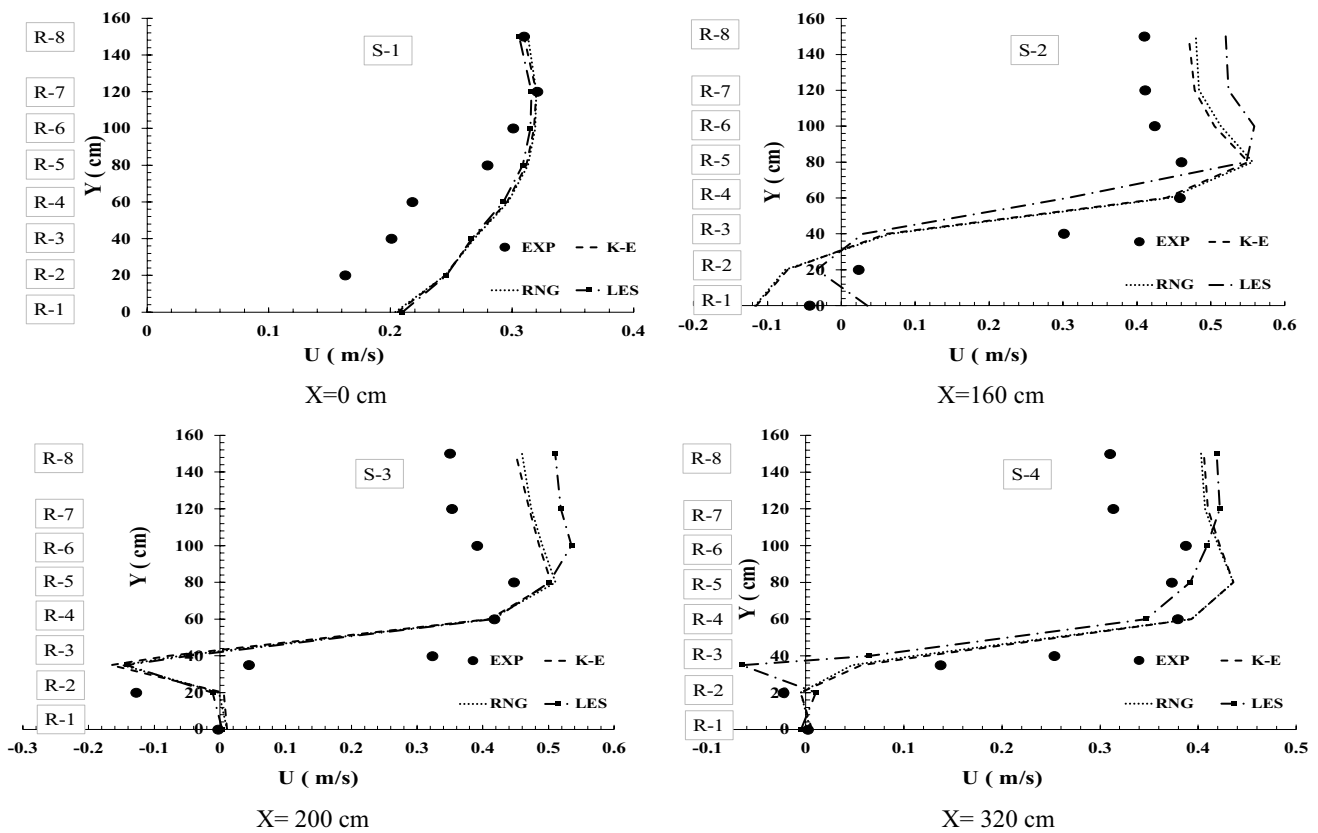 160
140
120
100
80
60
40
20
0
R-8
R-7
R-6
R-5
R-4
R-3
R-2
R-1
Y ( cm)
S-1
EXP K-E
RNG LES
0 0.1 0.2 0.3 0.4
U ( m/s)
X=0 cm
160
140
120
100
80
60
40
20
0
R-8
R-7
R-6
R-5
R-4
R-3
R-2
R-1
Y ( cm)
S-2
EXP K-E
RNG LES
-0.2 -0.1 0 0.1 0.2 0.3 0.4 0.5 0.6
U ( m/s)
X=160 cm
160
140
120
100
80
60
40
20
0
R-8
R-7
R-6
R-5
R-4
R-3
R-2
R-1
Y ( cm)
S-3
EXP K-E
RNG LES
-0.3 -0.2 -0.1 0 0.1 0.2 0.3 0.4 0.5 0.6
U ( m/s)
X= 200 cm
160
140
120
100
80
60
40
20
0
R-8
R-7
R-6
R-5
R-4
R-3
R-2
R-1
Y ( cm)
S-4
EXP K-E
RNG LES
-0.1 0 0.1 0.2 0.3 0.4 0.5
U ( m/s)
X= 320 cm